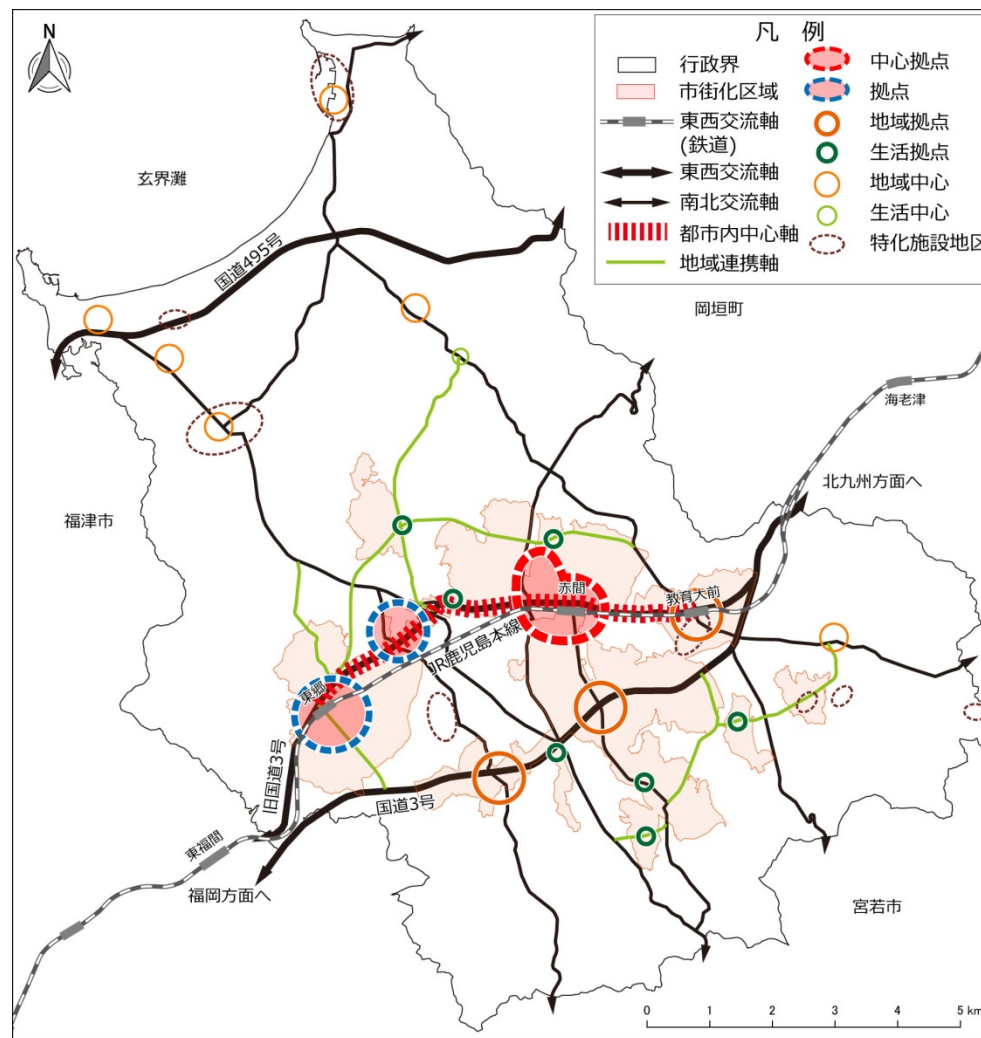 N
凡 例
行政界
市街化区域
東西交流軸
(鉄道)
東西交流軸
南北交流軸
都市内中心軸
地域連携軸
中心拠点
拠点
地域拠点
生活拠点
地域中心
生活中心
特化施設地区
玄界灘
国道495号
岡垣町
海老津
北九州方面へ
福津市
赤間
教育大前
JR鹿児島本線
東郷
旧国道3号
国道3号
東福間
福岡方面へ
宮若市
0 1 2 3 4 5 km